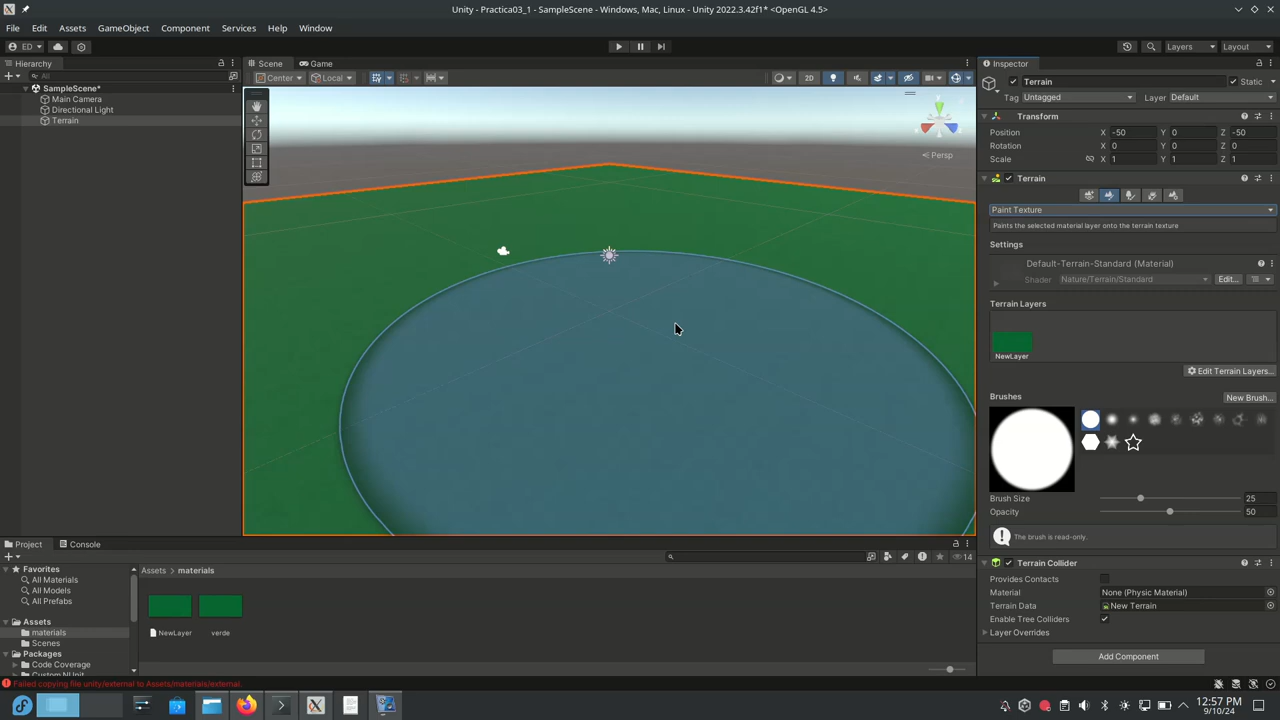 Unity - Practica03_1 - SampleScene - Windows, Mac, Linux - Unity 2022.3.42f1* <OpenGL 4.5>
File Edit Assets GameObject Component Services Help Window
ED Layers Layout
Hierarchy
All
SampleScene*
Main Camera
Directional Light
Terrain
Scene Game
Center Local 2D
y
Persp
Inspector
Terrain Static
Tag Untagged Layer Default
Transform
Position X -50 Y 0 Z -50
Rotation X 0 Y 0 Z 0
Scale X 1 Y 1 Z 1
Terrain
Paint Texture
Paints the selected material layer onto the terrain texture
Settings
Default-Terrain-Standard (Material)
Shader Nature/Terrain/Standard Edit...
Terrain Layers
NewLayer
Edit Terrain Layers...
Brushes New Brush...
Brush Size 25
Opacity 50
The brush is read-only.
Terrain Collider
Provides Contacts
Material None (Physic Material)
Terrain Data New Terrain
Enable Tree Colliders
Layer Overrides
Add Component
Project Console
14
Favorites
All Materials
All Models
All Prefabs
Assets
materials
Scenes
Packages
Code Coverage
Custom NUnit
Assets > materials
NewLayer verde
Failed copying file unity/external to Assets/materials/external.
12:57 PM
9/10/24